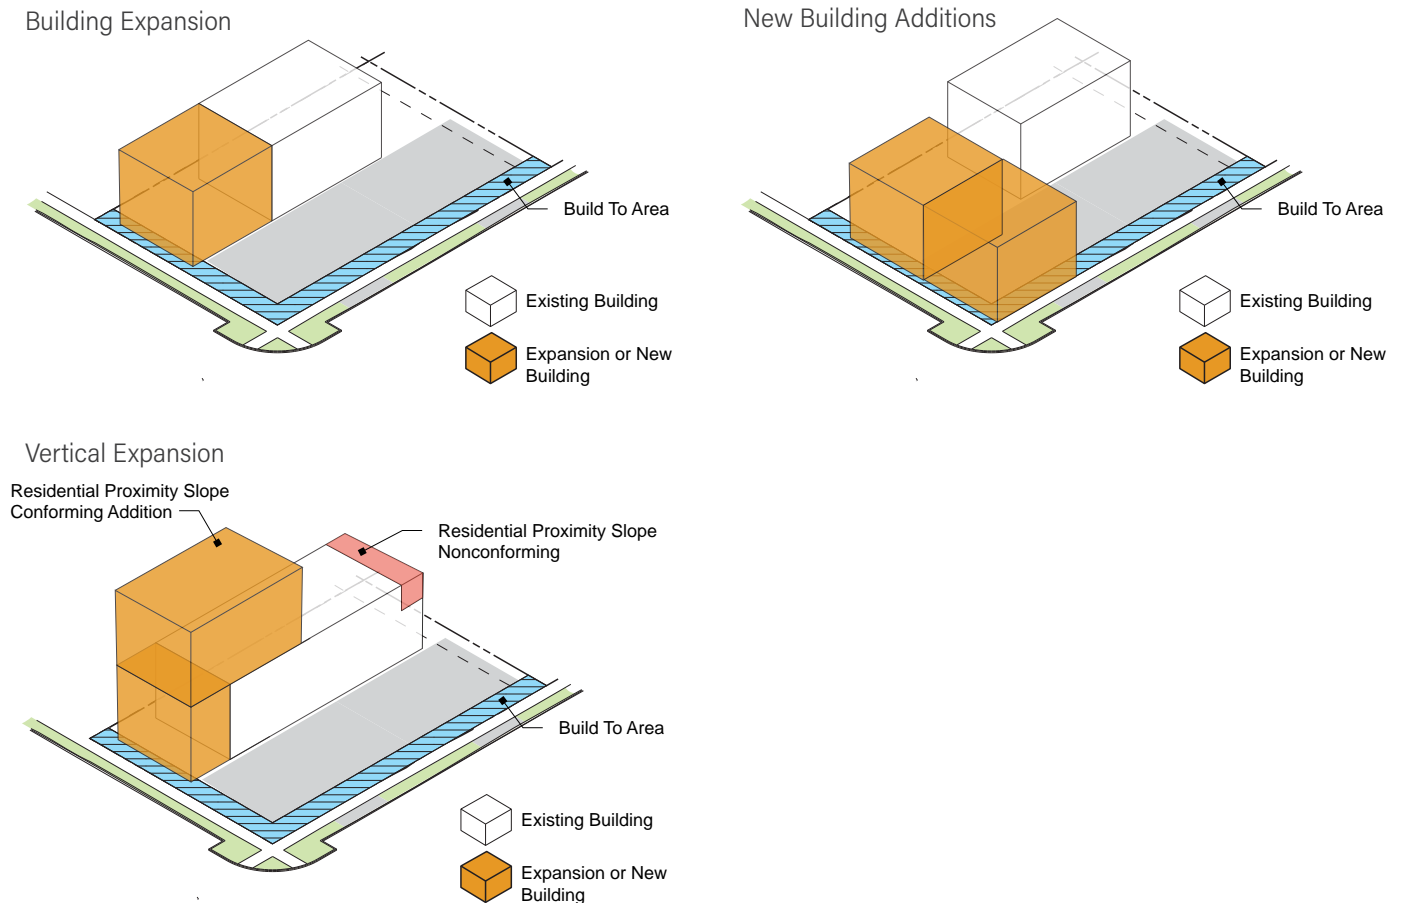 Building Expansion
Build To Area
Existing Building
Expansion or New
Building
New Building Additions
Build To Area
Existing Building
Expansion or New
Building
Vertical Expansion
Residential Proximity Slope
Conforming Addition
Residential Proximity Slope
Nonconforming
Build To Area
Existing Building
Expansion or New
Building